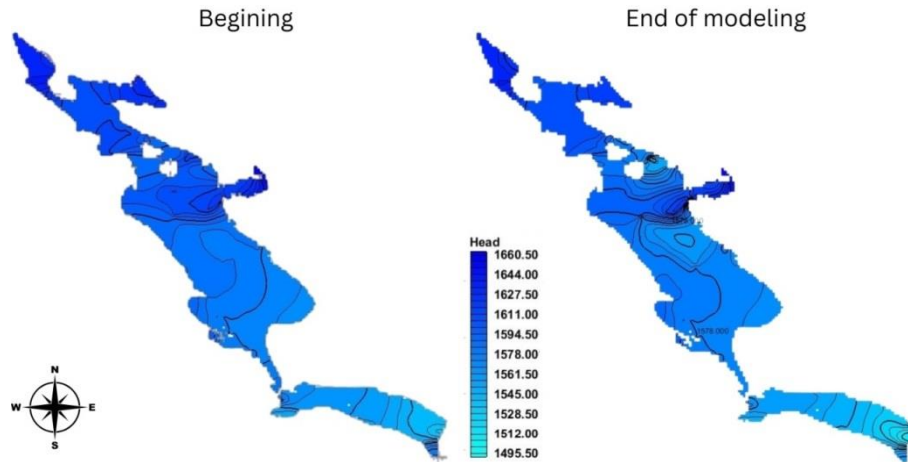 Begining
End of modeling
Head
1660.50
1644.00
1627.50
1611.00
1594.50
1578.00
1561.50
1545.00
1528.50
1512.00
1495.50
1578.000
N
W
E
S